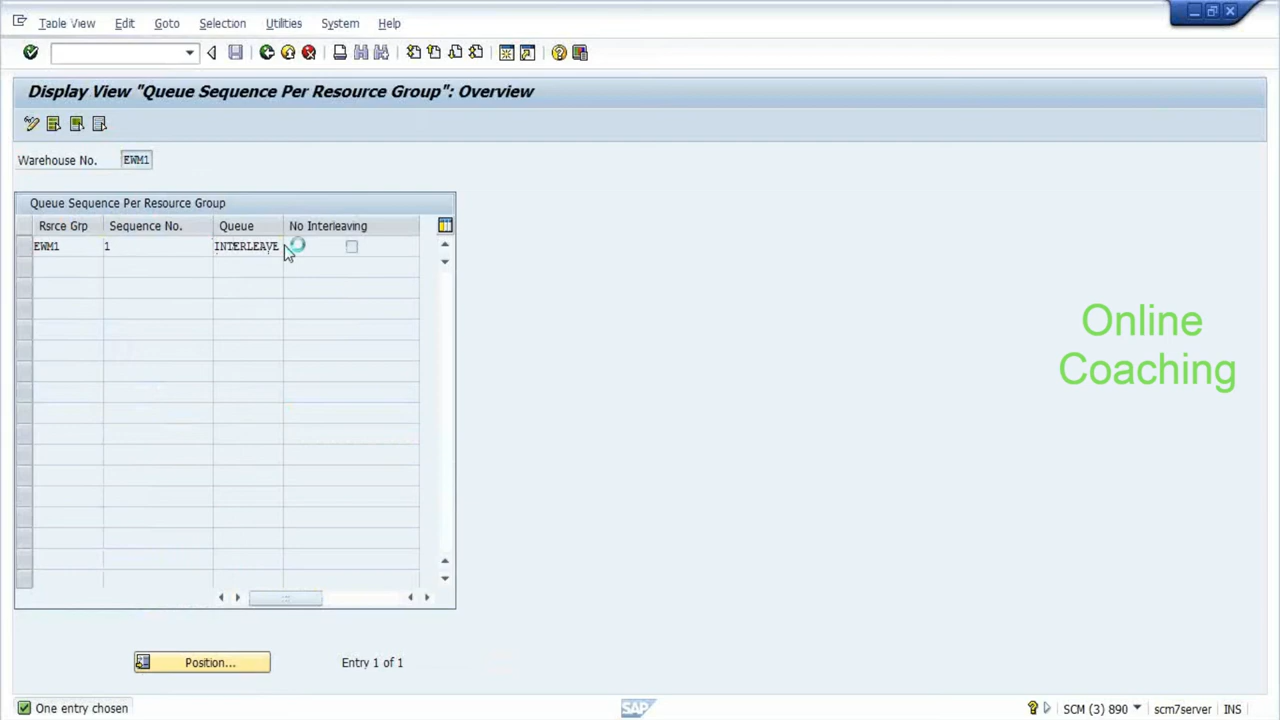 Table View Edit Goto Selection Utilities System Help
Display View "Queue Sequence Per Resource Group": Overview
Warehouse No. EWM1
Queue Sequence Per Resource Group
Rsrce Grp Sequence No. Queue No Interleaving
EWM1 1 INTERLEAVE
Online
Coaching
Position... Entry 1 of 1
One entry chosen SAP SCM (3) 890 scm7server INS